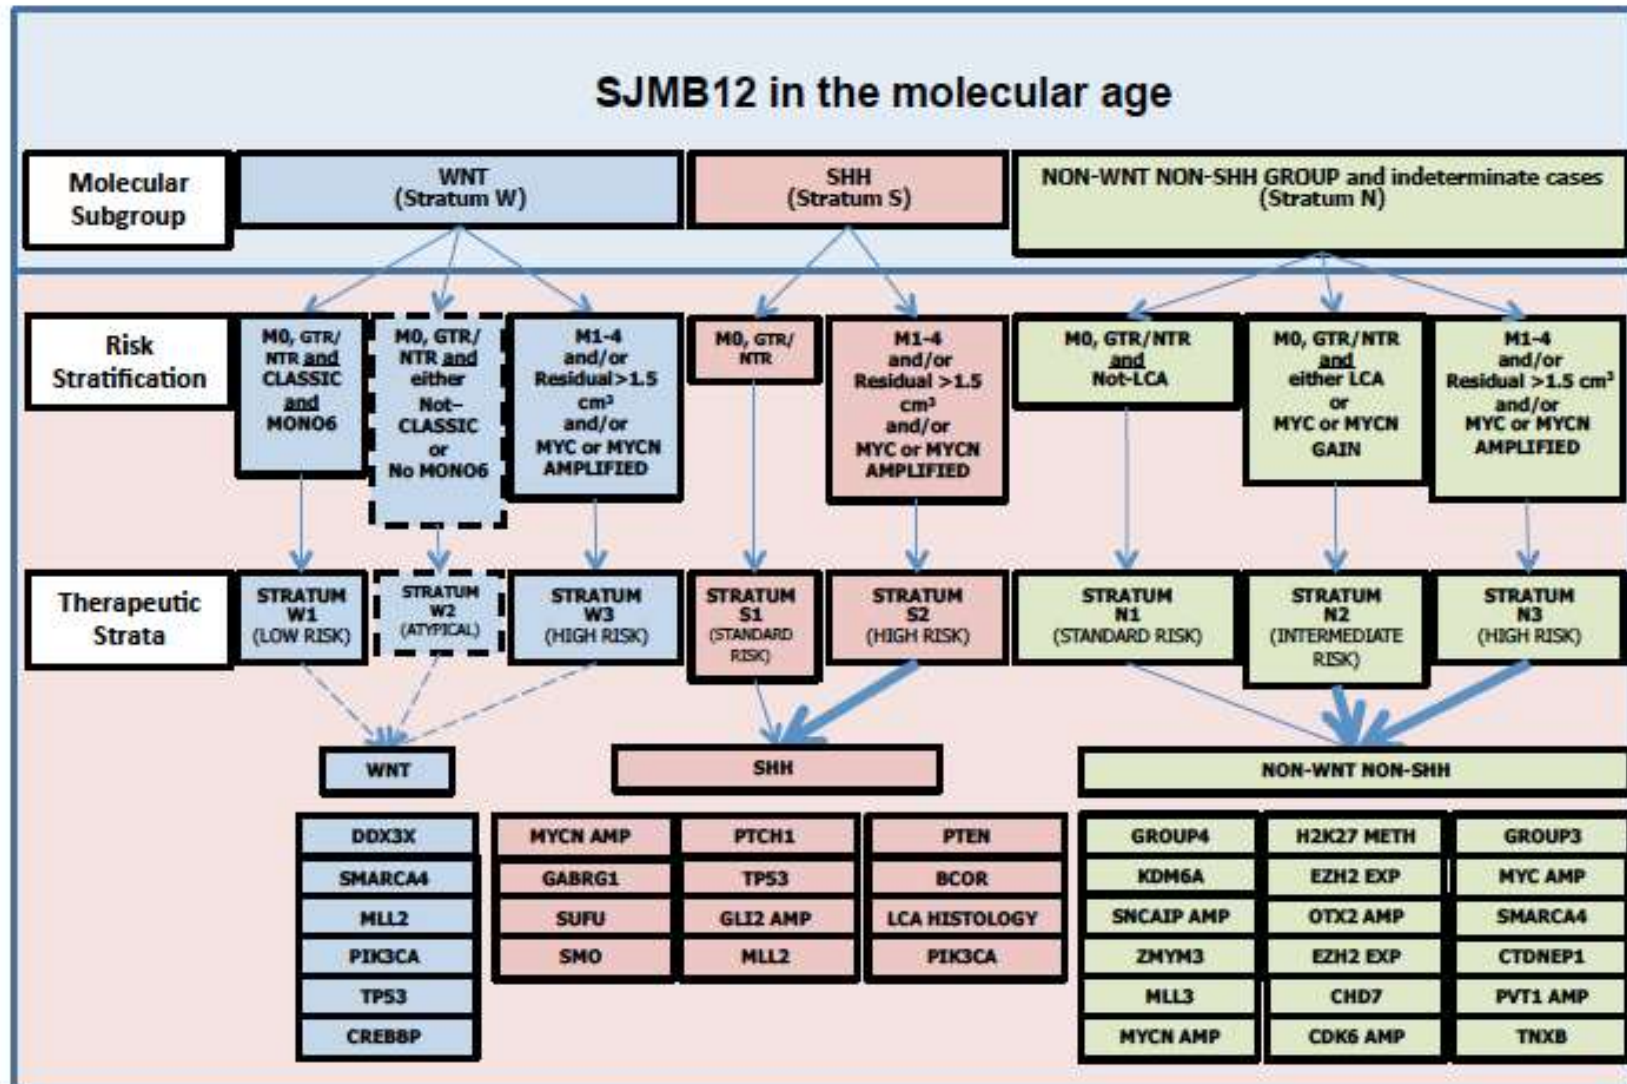 SJMB12 in the molecular age
Molecular
Subgroup
WNT
(Stratum W)
SHH
(Stratum S)
NON-WNT NON-SHH GROUP and indeterminate cases
(Stratum N)
Risk
Stratification
M0, GTR/
NTR and
CLASSIC
and
MONO6
M0, GTR/
NTR and
either
Not–
CLASSIC
or
No MONO6
M1-4
and/or
Residual>1.5
cm³
and/or
MYC or MYCN
AMPLIFIED
M0, GTR/
NTR
M1-4
and/or
Residual >1.5
cm³
and/or
MYC or MYCN
AMPLIFIED
M0, GTR/NTR
and
Not-LCA
M0, GTR/NTR
and
either LCA
or
MYC or MYCN
GAIN
M1-4
and/or
Residual >1.5 cm³
and/or
MYC or MYCN
AMPLIFIED
Therapeutic
Strata
STRATUM
W1
(LOW RISK)
STRATUM
W2
(ATYPICAL)
STRATUM
W3
(HIGH RISK)
STRATUM
S1
(STANDARD
RISK)
STRATUM
S2
(HIGH RISK)
STRATUM
N1
(STANDARD RISK)
STRATUM
N2
(INTERMEDIATE
RISK)
STRATUM
N3
(HIGH RISK)
WNT
SHH
NON-WNT NON-SHH
DDX3X
SMARCA4
MLL2
PIK3CA
TP53
CREBBP
MYCN AMP
GABRG1
SUFU
SMO
PTCH1
TP53
GLI2 AMP
MLL2
PTEN
BCOR
LCA HISTOLOGY
PIK3CA
GROUP4
KDM6A
SNCAIP AMP
ZMYM3
MLL3
MYCN AMP
H2K27 METH
EZH2 EXP
OTX2 AMP
EZH2 EXP
CHD7
CDK6 AMP
GROUP3
MYC AMP
SMARCA4
CTDNEP1
PVT1 AMP
TNXB